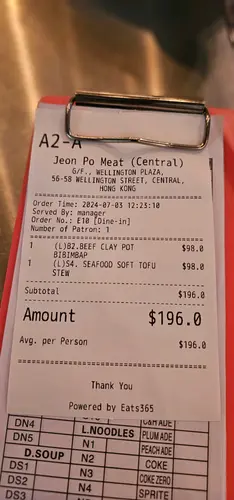 A2-A
Jeon Po Meat (Central)
G/F., WELLINGTON PLAZA,
56-58 WELLINGTON STREET, CENTRAL,
HONG KONG
Order Time: 2024-07-03 12:23:10
Served By: manager
Order No.: E10 [Dine-in]
Number of Patron: 1
1 (L)B2.BEEF CLAY POT $98.0
BIBIMBAP
1 (L)S4. SEAFOOD SOFT TOFU $98.0
STEW
Subtotal $196.0
Amount $196.0
Avg. per Person $196.0
Thank You
Powered by Eats365
DN4 C&H ADE
DN5 L.NOODLES PLUM ADE
D.SOUP N1 PEACH ADE
DS1 N2 COKE
DS2 N3 COKE ZERO
N4 SPRITE